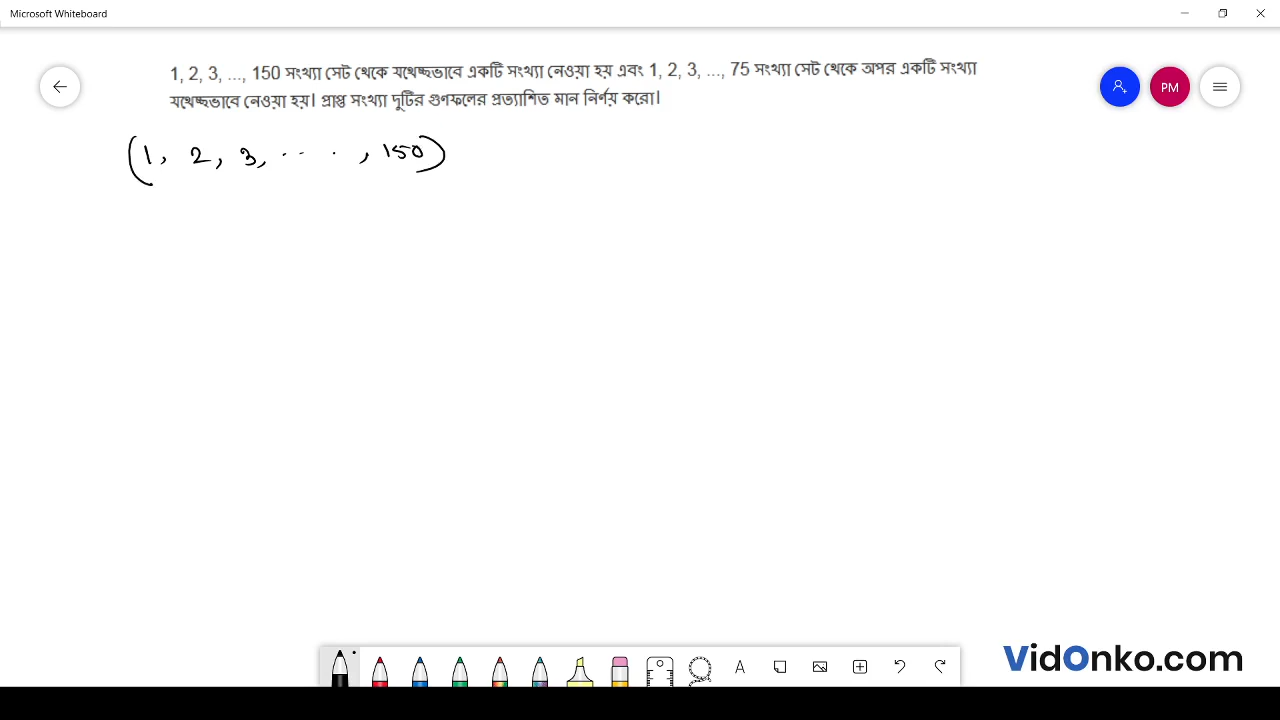 Microsoft Whiteboard
1, 2, 3, ..., 150 সংখ্যা সেট থেকে যথেচ্ছভাবে একটি সংখ্যা নেওয়া হয় এবং 1, 2, 3, ..., 75 সংখ্যা সেট থেকে অপর একটি সংখ্যা
যথেচ্ছভাবে নেওয়া হয়। প্রাপ্ত সংখ্যা দুটির গুণফলের প্রত্যাশিত মান নির্ণয় করো।
PM
(1, 2, 3, ....., 150)
A
VidOnko.com